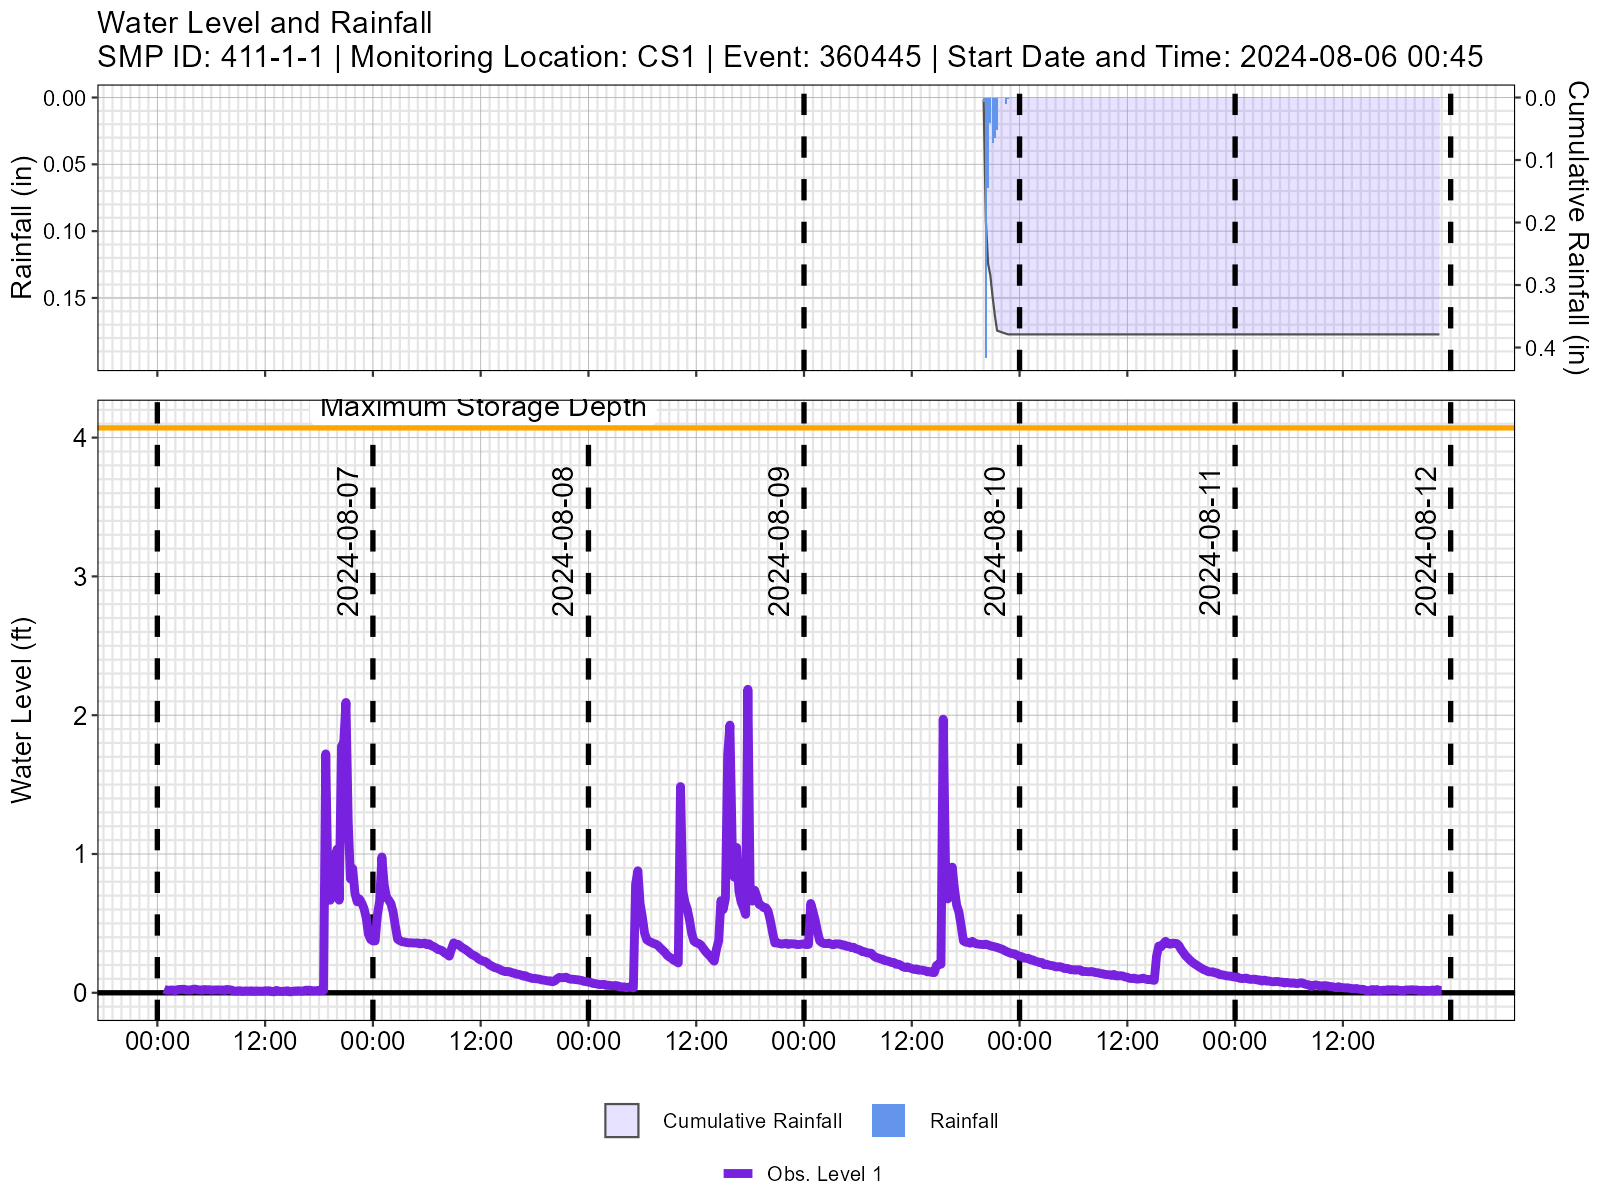 Water Level and Rainfall
SMP ID: 411-1-1 | Monitoring Location: CS1 | Event: 360445 | Start Date and Time: 2024-08-06 00:45
Rainfall (in)
0.00
0.05
0.10
0.15
0.0
0.1
0.2
0.3
0.4
Cumulative Rainfall (in)
Maximum Storage Depth
Water Level (ft)
4
3
2
1
0
2024-08-07
2024-08-08
2024-08-09
2024-08-10
2024-08-11
2024-08-12
00:00 12:00 00:00 12:00 00:00 12:00 00:00 12:00 00:00 12:00 00:00 12:00
Cumulative Rainfall
Rainfall
Obs. Level 1